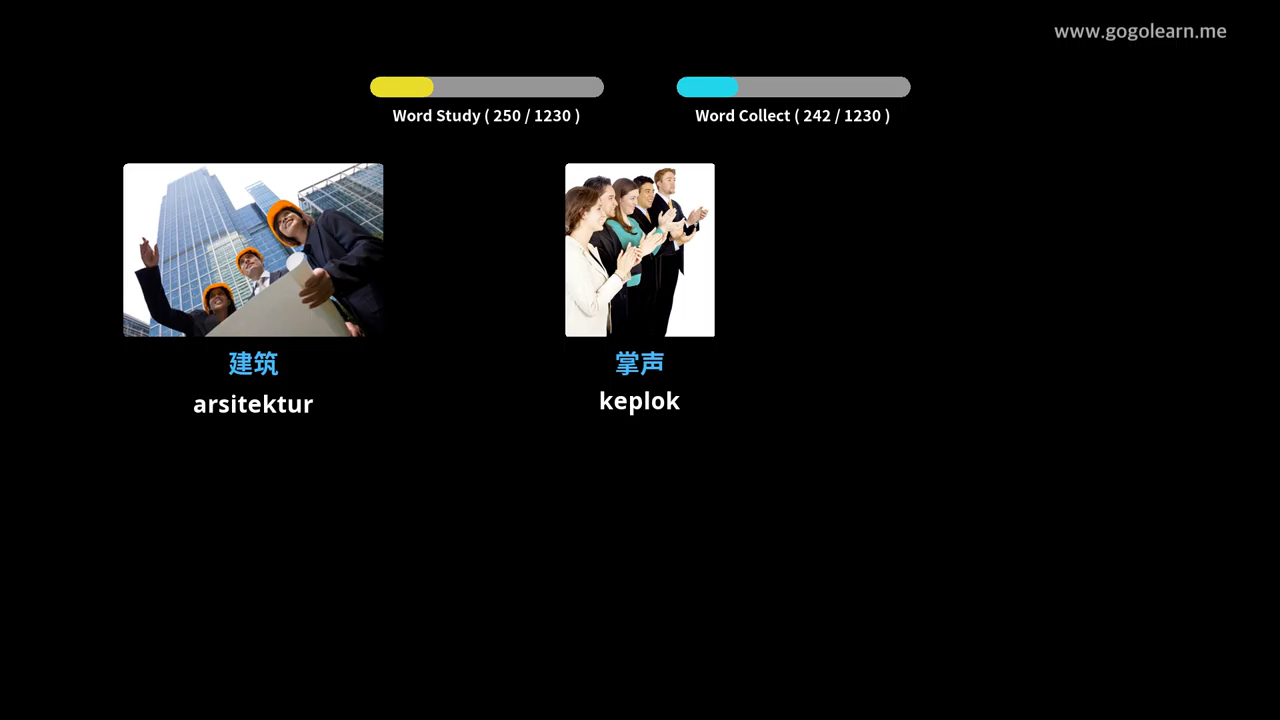 www.gogolearn.me
Word Study ( 250 / 1230 )
Word Collect ( 242 / 1230 )
建筑
arsitektur
掌声
keplok